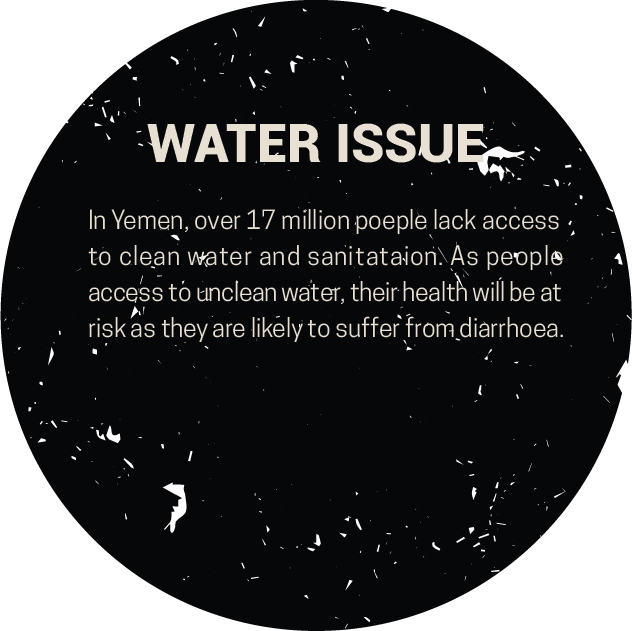 WATER ISSUE
In Yemen, over 17 million poeple lack access
to clean water and sanitataion. As people
access to unclean water, their health will be at
risk as they are likely to suffer from diarrhoea.